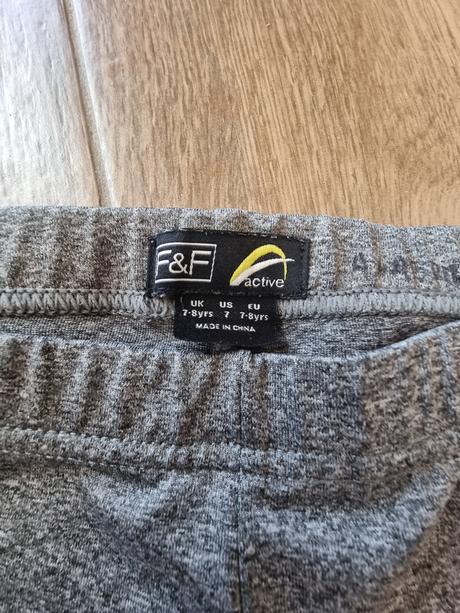 F&F
active
UK US EU
7-8yrs 7 7-8yrs
MADE IN CHINA